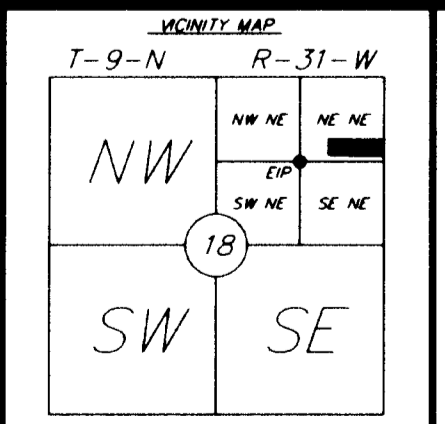 VICINITY MAP
T-9-N R-31-W
NW NE NE NE
NW
EIP
SW NE SE NE
18
SW SE